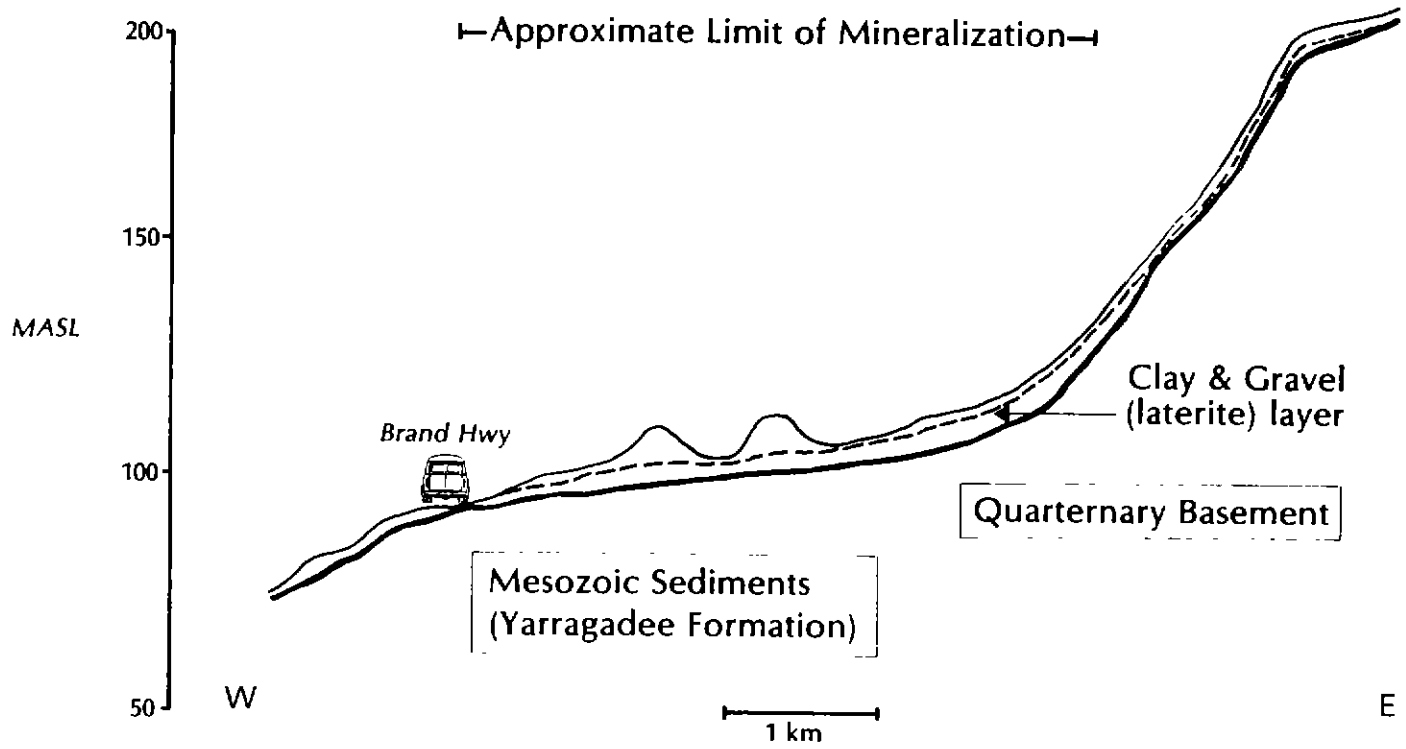 200
Approximate Limit of Mineralization
150
MASL
Clay & Gravel
(laterite) layer
Brand Hwy
100
Quarternary Basement
Mesozoic Sediments
(Yarragadee Formation)
50
W
E
1 km